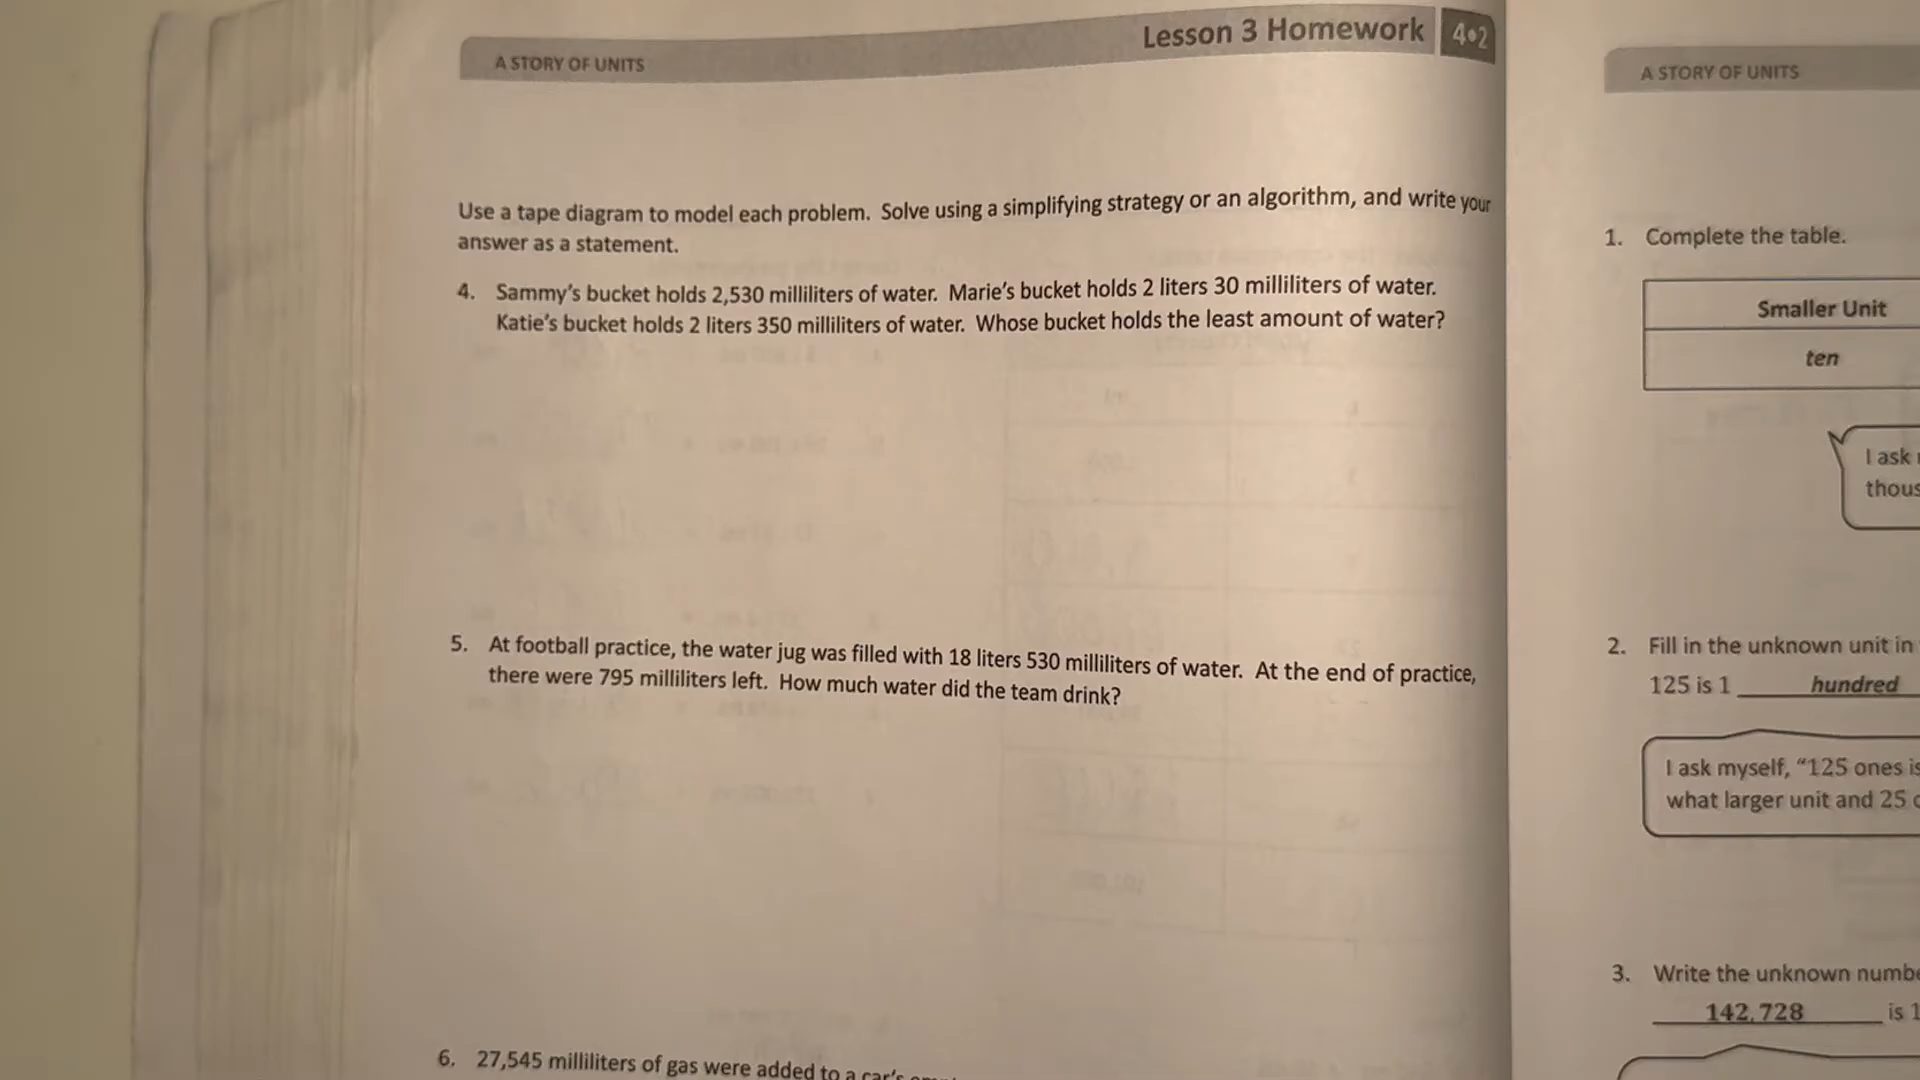 A STORY OF UNITS
Lesson 3 Homework 4•2
Use a tape diagram to model each problem. Solve using a simplifying strategy or an algorithm, and write your
answer as a statement.
4. Sammy's bucket holds 2,530 milliliters of water. Marie's bucket holds 2 liters 30 milliliters of water.
Katie's bucket holds 2 liters 350 milliliters of water. Whose bucket holds the least amount of water?
5. At football practice, the water jug was filled with 18 liters 530 milliliters of water. At the end of practice,
there were 795 milliliters left. How much water did the team drink?
6. 27,545 milliliters of gas were added to a car's
A STORY OF UNITS
1. Complete the table.
Smaller Unit
ten
I ask
thous
2. Fill in the unknown unit in
125 is 1 hundred
I ask myself, “125 ones is
what larger unit and 25
3. Write the unknown numb
142,728 is 1